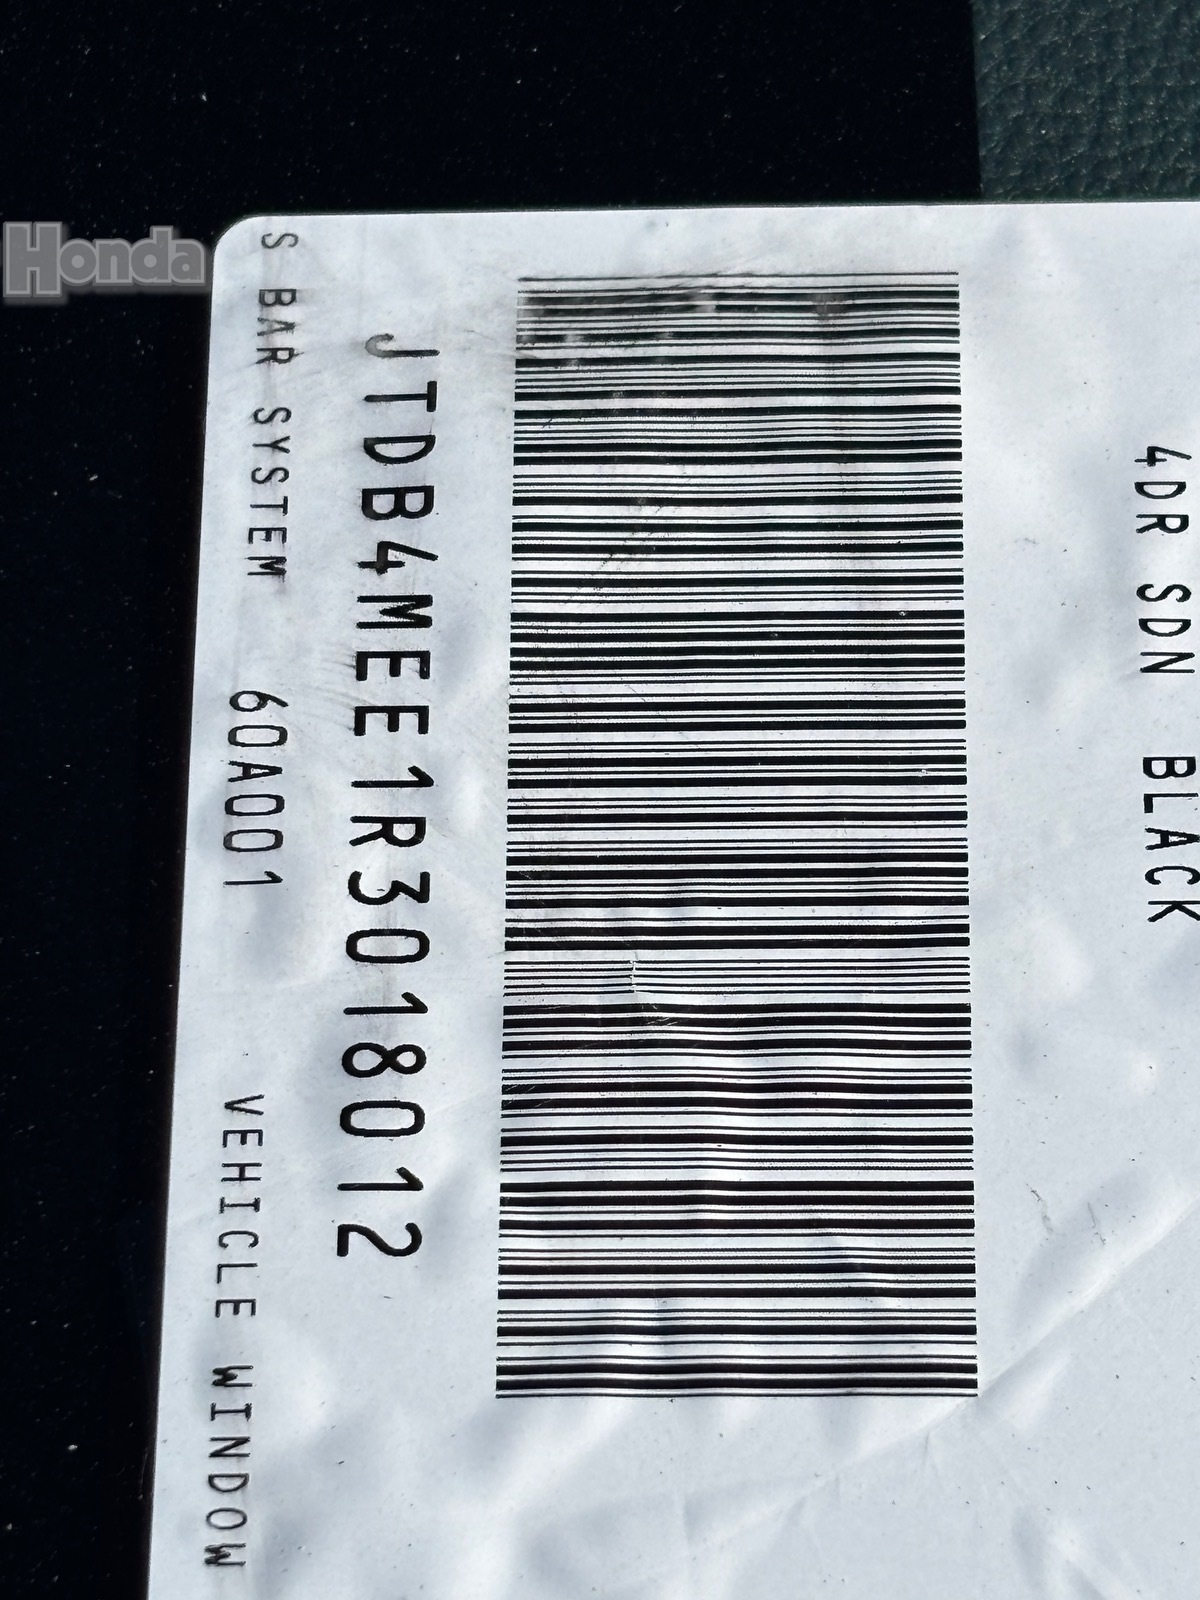 Honda
4DR SDN BLACK
JTDB4MEE1R3018012
S BAR SYSTEM 60A001 VEHICLE WINDOW